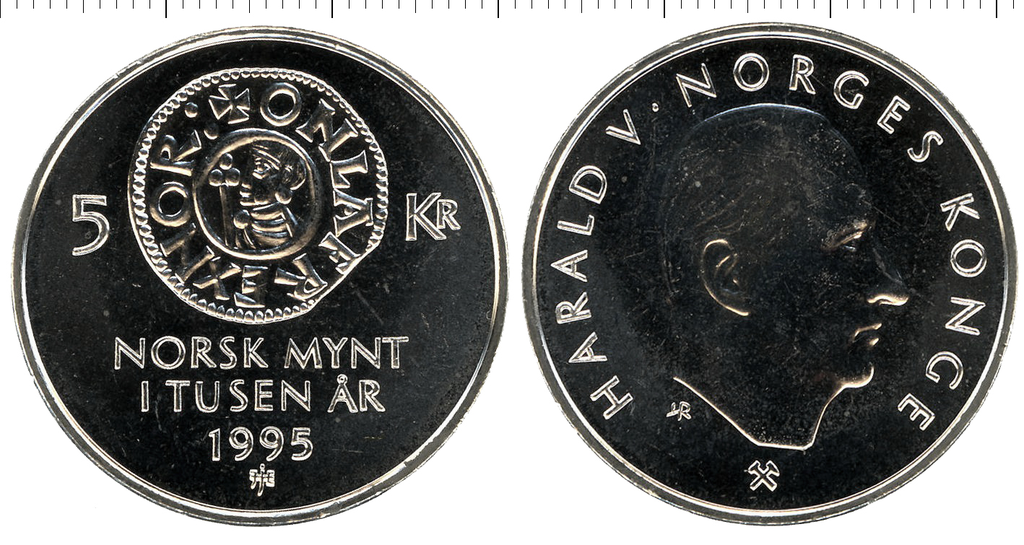 ONLAF REX NOR
5 KR
NORSK MYNT
I TUSEN ÅR
1995
HARALD V · NORGES KONGE